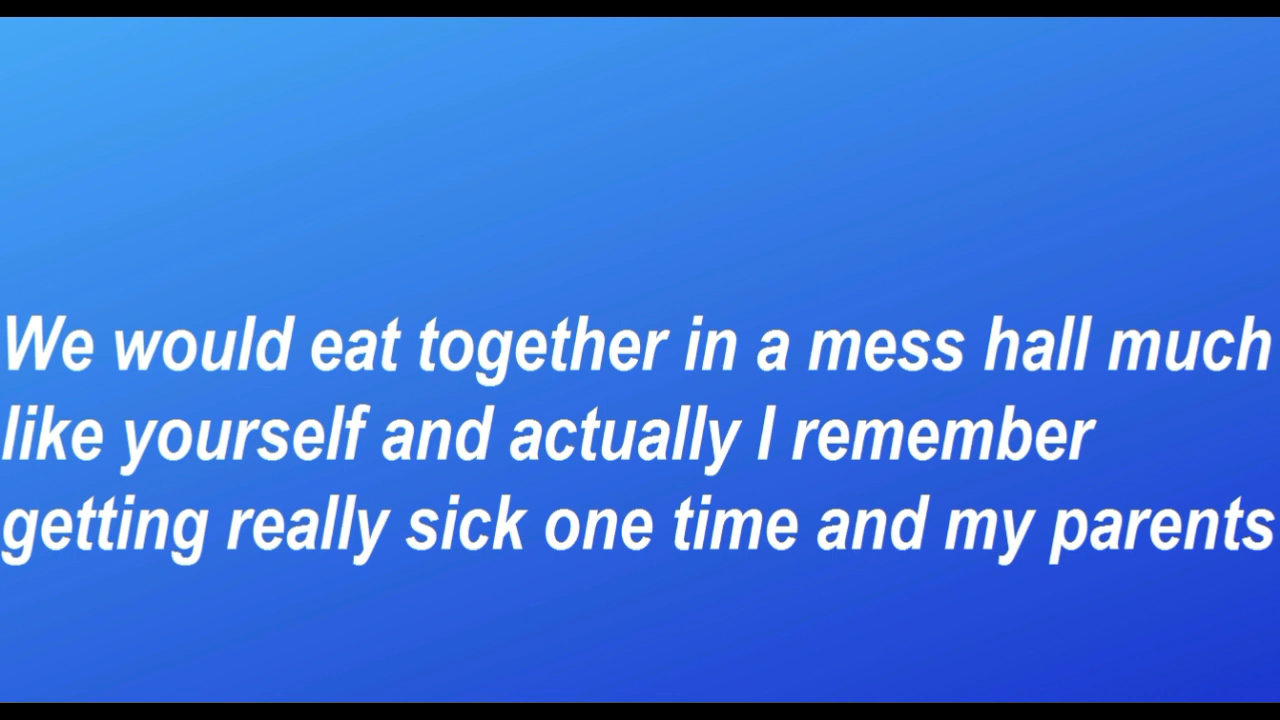 We would eat together in a mess hall much
like yourself and actually I remember
getting really sick one time and my parents